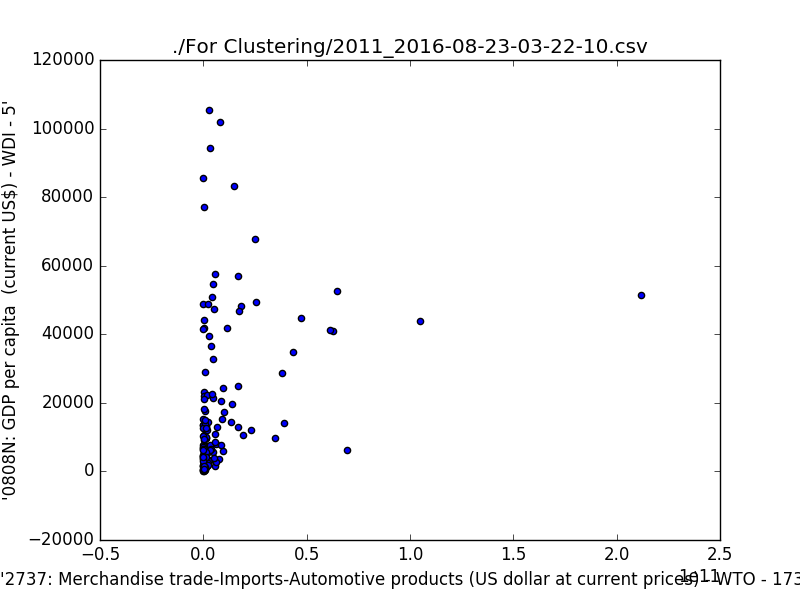 ./For Clustering/2011_2016-08-23-03-22-10.csv
'0808N: GDP per capita  (current US$) - WDI - 5'
120000
100000
80000
60000
40000
20000
0
−20000
−0.5 0.0 0.5 1.0 1.5 2.0 2.5
1e11
'2737: Merchandise trade-Imports-Automotive products (US dollar at current prices) - WTO - 173